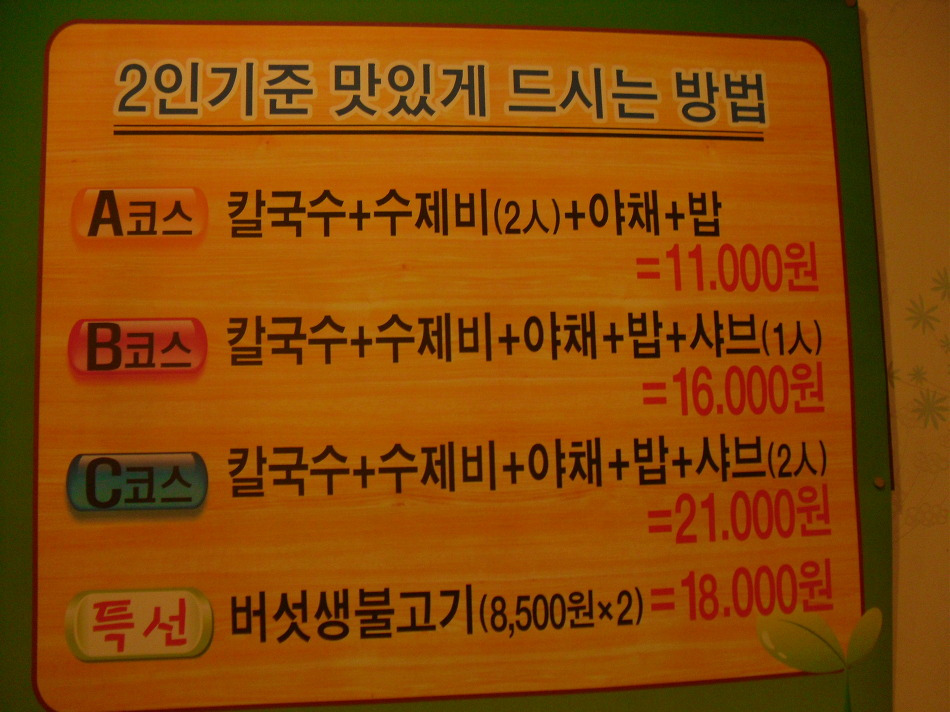 2인기준 맛있게 드시는 방법
A코스 칼국수+수제비(2人)+야채+밥
=11.000원
B코스 칼국수+수제비+야채+밥+샤브(1人)
=16.000원
C코스 칼국수+수제비+야채+밥+샤브(2人)
=21.000원
특선 버섯생불고기(8,500원×2)=18.000원